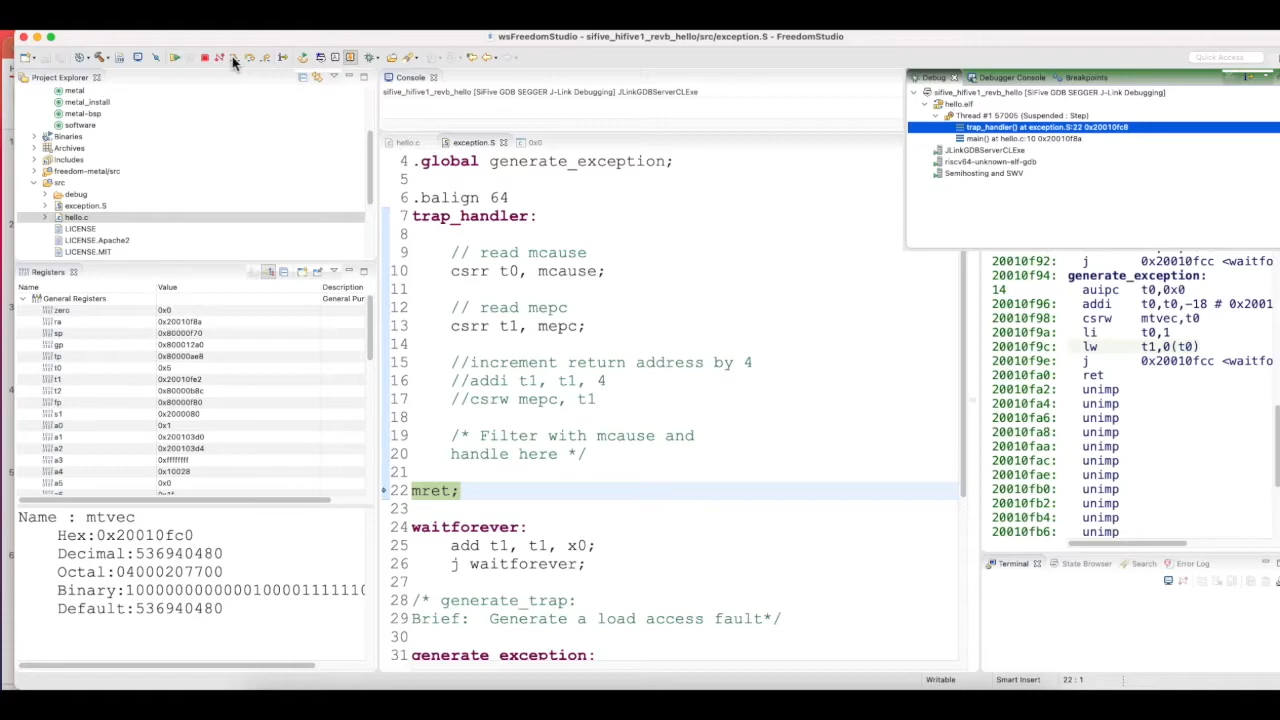 wsFreedomStudio - sifive_hifive1_revb_hello/src/exception.S - FreedomStudio
Quick Access
Project Explorer
metal
metal_install
metal-bsp
software
Binaries
Archives
Includes
freedom-metal/src
src
debug
exception.S
hello.c
LICENSE
LICENSE.Apache2
LICENSE.MIT
Registers
Name Value Description
General Registers General Pur
zero 0x0
ra 0x20010f8a
sp 0x80000f70
gp 0x800012a0
tp 0x80000ae8
t0 0x5
t1 0x20010fe2
t2 0x80000b8c
fp 0x80000f80
s1 0x2000080
a0 0x1
a1 0x200103d0
a2 0x200103d4
a3 0xffffffff
a4 0x10028
a5 0x0
Name : mtvec
Hex:0x20010fc0
Decimal:536940480
Octal:04000207700
Binary:100000000000010000111111
Default:536940480
Console
sifive_hifive1_revb_hello [SiFive GDB SEGGER J-Link Debugging] JLinkGDBServerCLExe
hello.c exception.S 0x0
4 .global generate_exception;
5
6 .balign 64
7 trap_handler:
8
9 // read mcause
10 csrr t0, mcause;
11
12 // read mepc
13 csrr t1, mepc;
14
15 //increment return address by 4
16 //addi t1, t1, 4
17 //csrw mepc, t1
18
19 /* Filter with mcause and
20 handle here */
21
22 mret;
23
24 waitforever:
25 add t1, t1, x0;
26 j waitforever;
27
28 /* generate_trap:
29 Brief: Generate a load access fault*/
30
31 generate_exception:
Debug Debugger Console Breakpoints
sifive_hifive1_revb_hello [SiFive GDB SEGGER J-Link Debugging]
hello.elf
Thread #1 57005 (Suspended : Step)
trap_handler() at exception.S:22 0x20010fc8
main() at hello.c:10 0x20010f8a
JLinkGDBServerCLExe
riscv64-unknown-elf-gdb
Semihosting and SWV
20010f92: j 0x20010fcc <waitfo
20010f94: generate_exception:
14 auipc t0,0x0
20010f96: addi t0,t0,-18 # 0x2001
20010f98: csrw mtvec,t0
20010f9a: li t0,1
20010f9c: lw t1,0(t0)
20010f9e: j 0x20010fcc <waitfo
20010fa0: ret
20010fa2: unimp
20010fa4: unimp
20010fa6: unimp
20010fa8: unimp
20010faa: unimp
20010fac: unimp
20010fae: unimp
20010fb0: unimp
20010fb2: unimp
20010fb4: unimp
20010fb6: unimp
Terminal State Browser Search Error Log
Writable Smart Insert 22 : 1